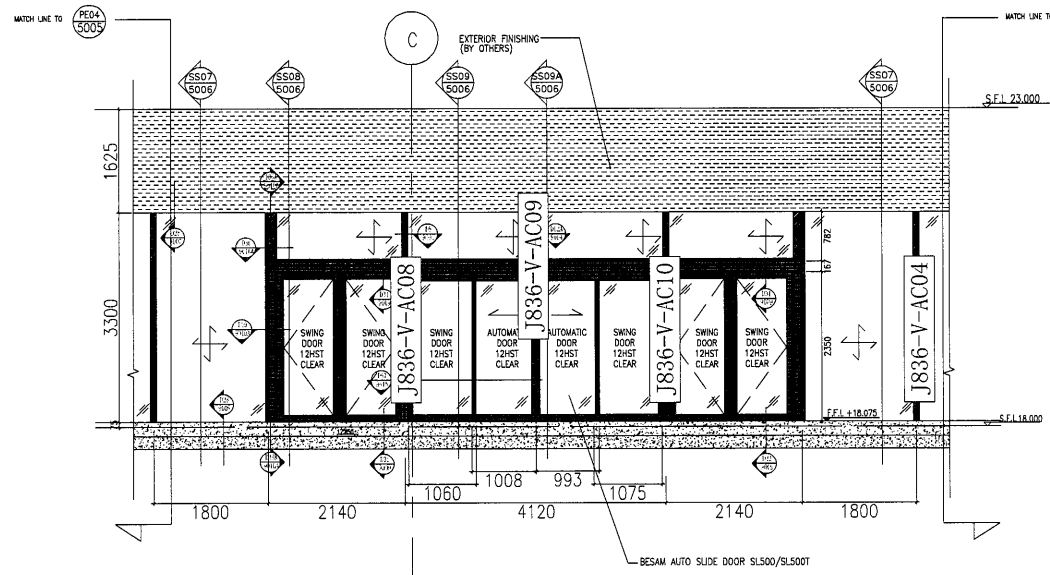 MATCH LINE TO
PE04
5005
C
EXTERIOR FINISHING
(BY OTHERS)
MATCH LINE TO
SS07
5006
SS08
5006
SS09
5006
SS09A
5006
SS07
5006
S.F.L 23.000
1625
3300
782
167
2350
J836-V-AC08
J836-V-AC09
J836-V-AC10
J836-V-AC04
SWING
DOOR
12HST
CLEAR
SWING
DOOR
12HST
CLEAR
SWING
DOOR
12HST
CLEAR
AUTOMATIC
DOOR
12HST
CLEAR
AUTOMATIC
DOOR
12HST
CLEAR
SWING
DOOR
12HST
CLEAR
SWING
DOOR
12HST
CLEAR
SWING
DOOR
12HST
CLEAR
F.F.L +18.075
S.F.L18.000
75
1060
1008
993
1075
1800
2140
4120
2140
1800
BESAM AUTO SLIDE DOOR SL500/SL500T